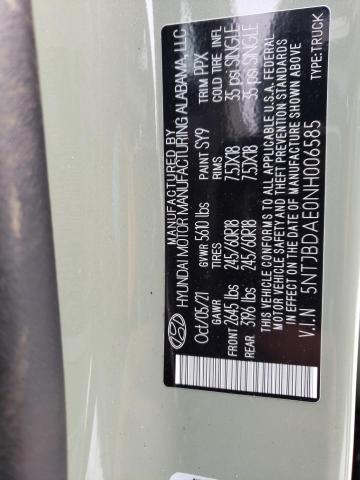 MANUFACTURED BY
HYUNDAI MOTOR MANUFACTURING ALABAMA, LLC
Oct/05/21 GVWR 5610 lbs PAINT SY9 TRIM PPX
GAWR TIRES RIMS COLD TIRE INFL
FRONT 2645 lbs 245/60R18 7.5JX18 35 psi SINGLE
REAR 3196 lbs 245/60R18 7.5JX18 35 psi SINGLE
THIS VEHICLE CONFORMS TO ALL APPLICABLE U.S.A. FEDERAL
MOTOR VEHICLE SAFETY AND THEFT PREVENTION STANDARDS
IN EFFECT ON THE DATE OF MANUFACTURE SHOWN ABOVE.
V.I.N 5NTJBDAE0NH006585 TYPE: TRUCK